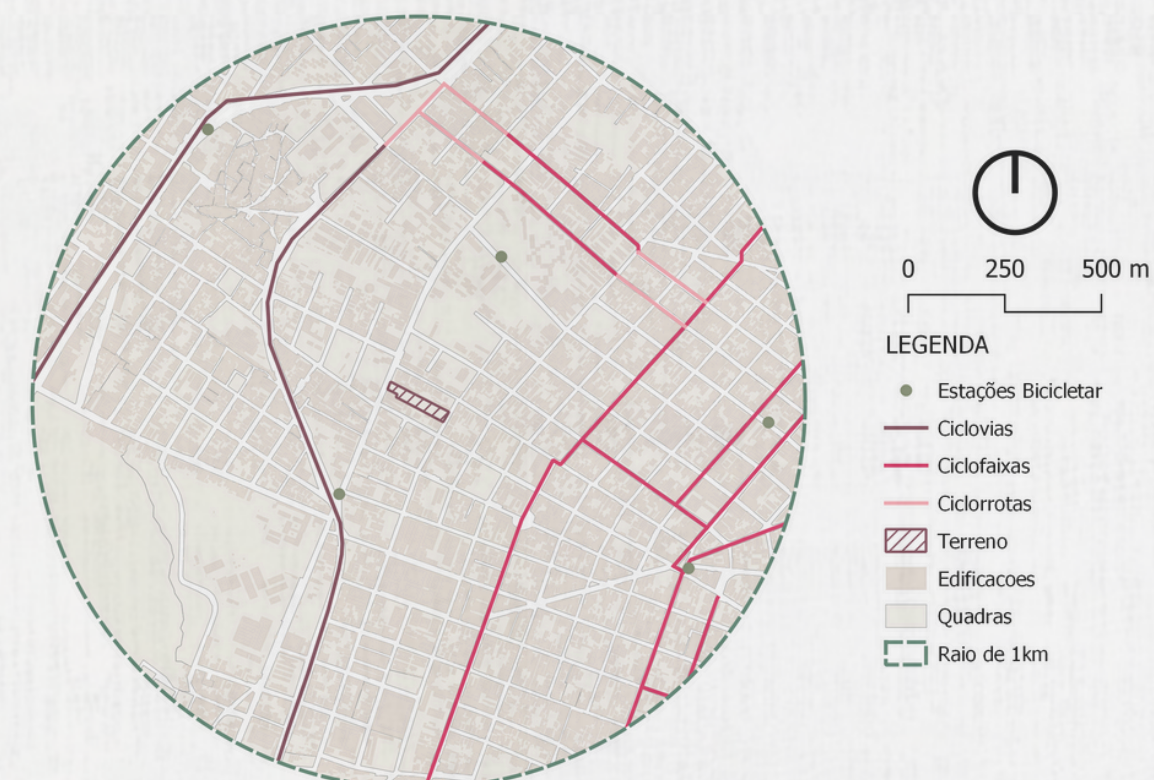 0 250 500 m
LEGENDA
Estações Bicicletar
Ciclovias
Ciclofaixas
Ciclorrotas
Terreno
Edificacoes
Quadras
Raio de 1km